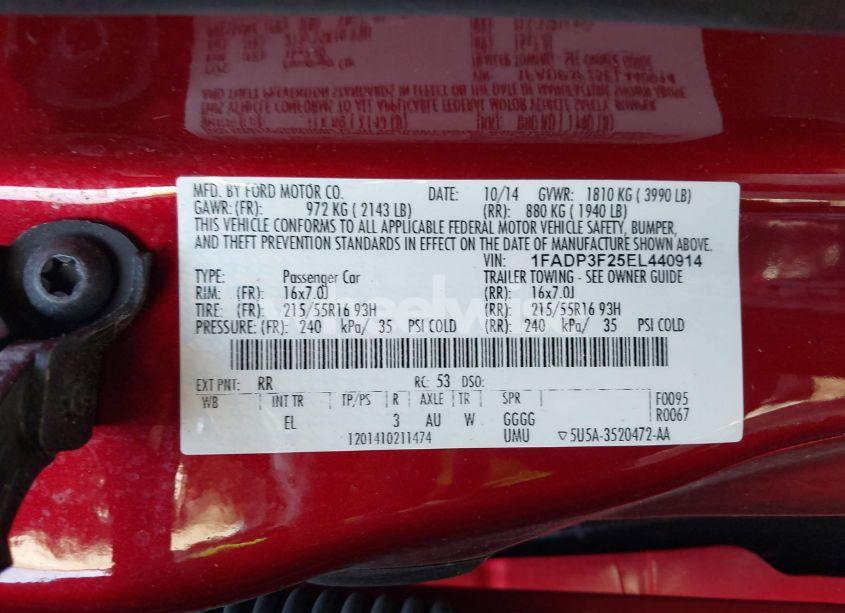 MFD. BY FORD MOTOR CO. DATE: 10/14 GVWR: 1810 KG ( 3990 LB)
GAWR: (FR): 972 KG ( 2143 LB) (RR): 880 KG ( 1940 LB)
THIS VEHICLE CONFORMS TO ALL APPLICABLE FEDERAL MOTOR VEHICLE SAFETY, BUMPER,
AND THEFT PREVENTION STANDARDS IN EFFECT ON THE DATE OF MANUFACTURE SHOWN ABOVE.
VIN: 1FADP3F25EL440914
TYPE: Passenger Car TRAILER TOWING - SEE OWNER GUIDE
RIM: (FR): 16x7.0J (RR): 16x7.0J
TIRE: (FR): 215/55R16 93H (RR): 215/55R16 93H
PRESSURE: (FR): 240 kPa/ 35 PSI COLD (RR): 240 kPa/ 35 PSI COLD
EXT PNT: RR RC: 53 DSO:
WB INT TR TP/PS R AXLE TR SPR F0095
EL 3 AU W GGGG R0067
1201410211474 UMU ▽5U5A-3520472-AA